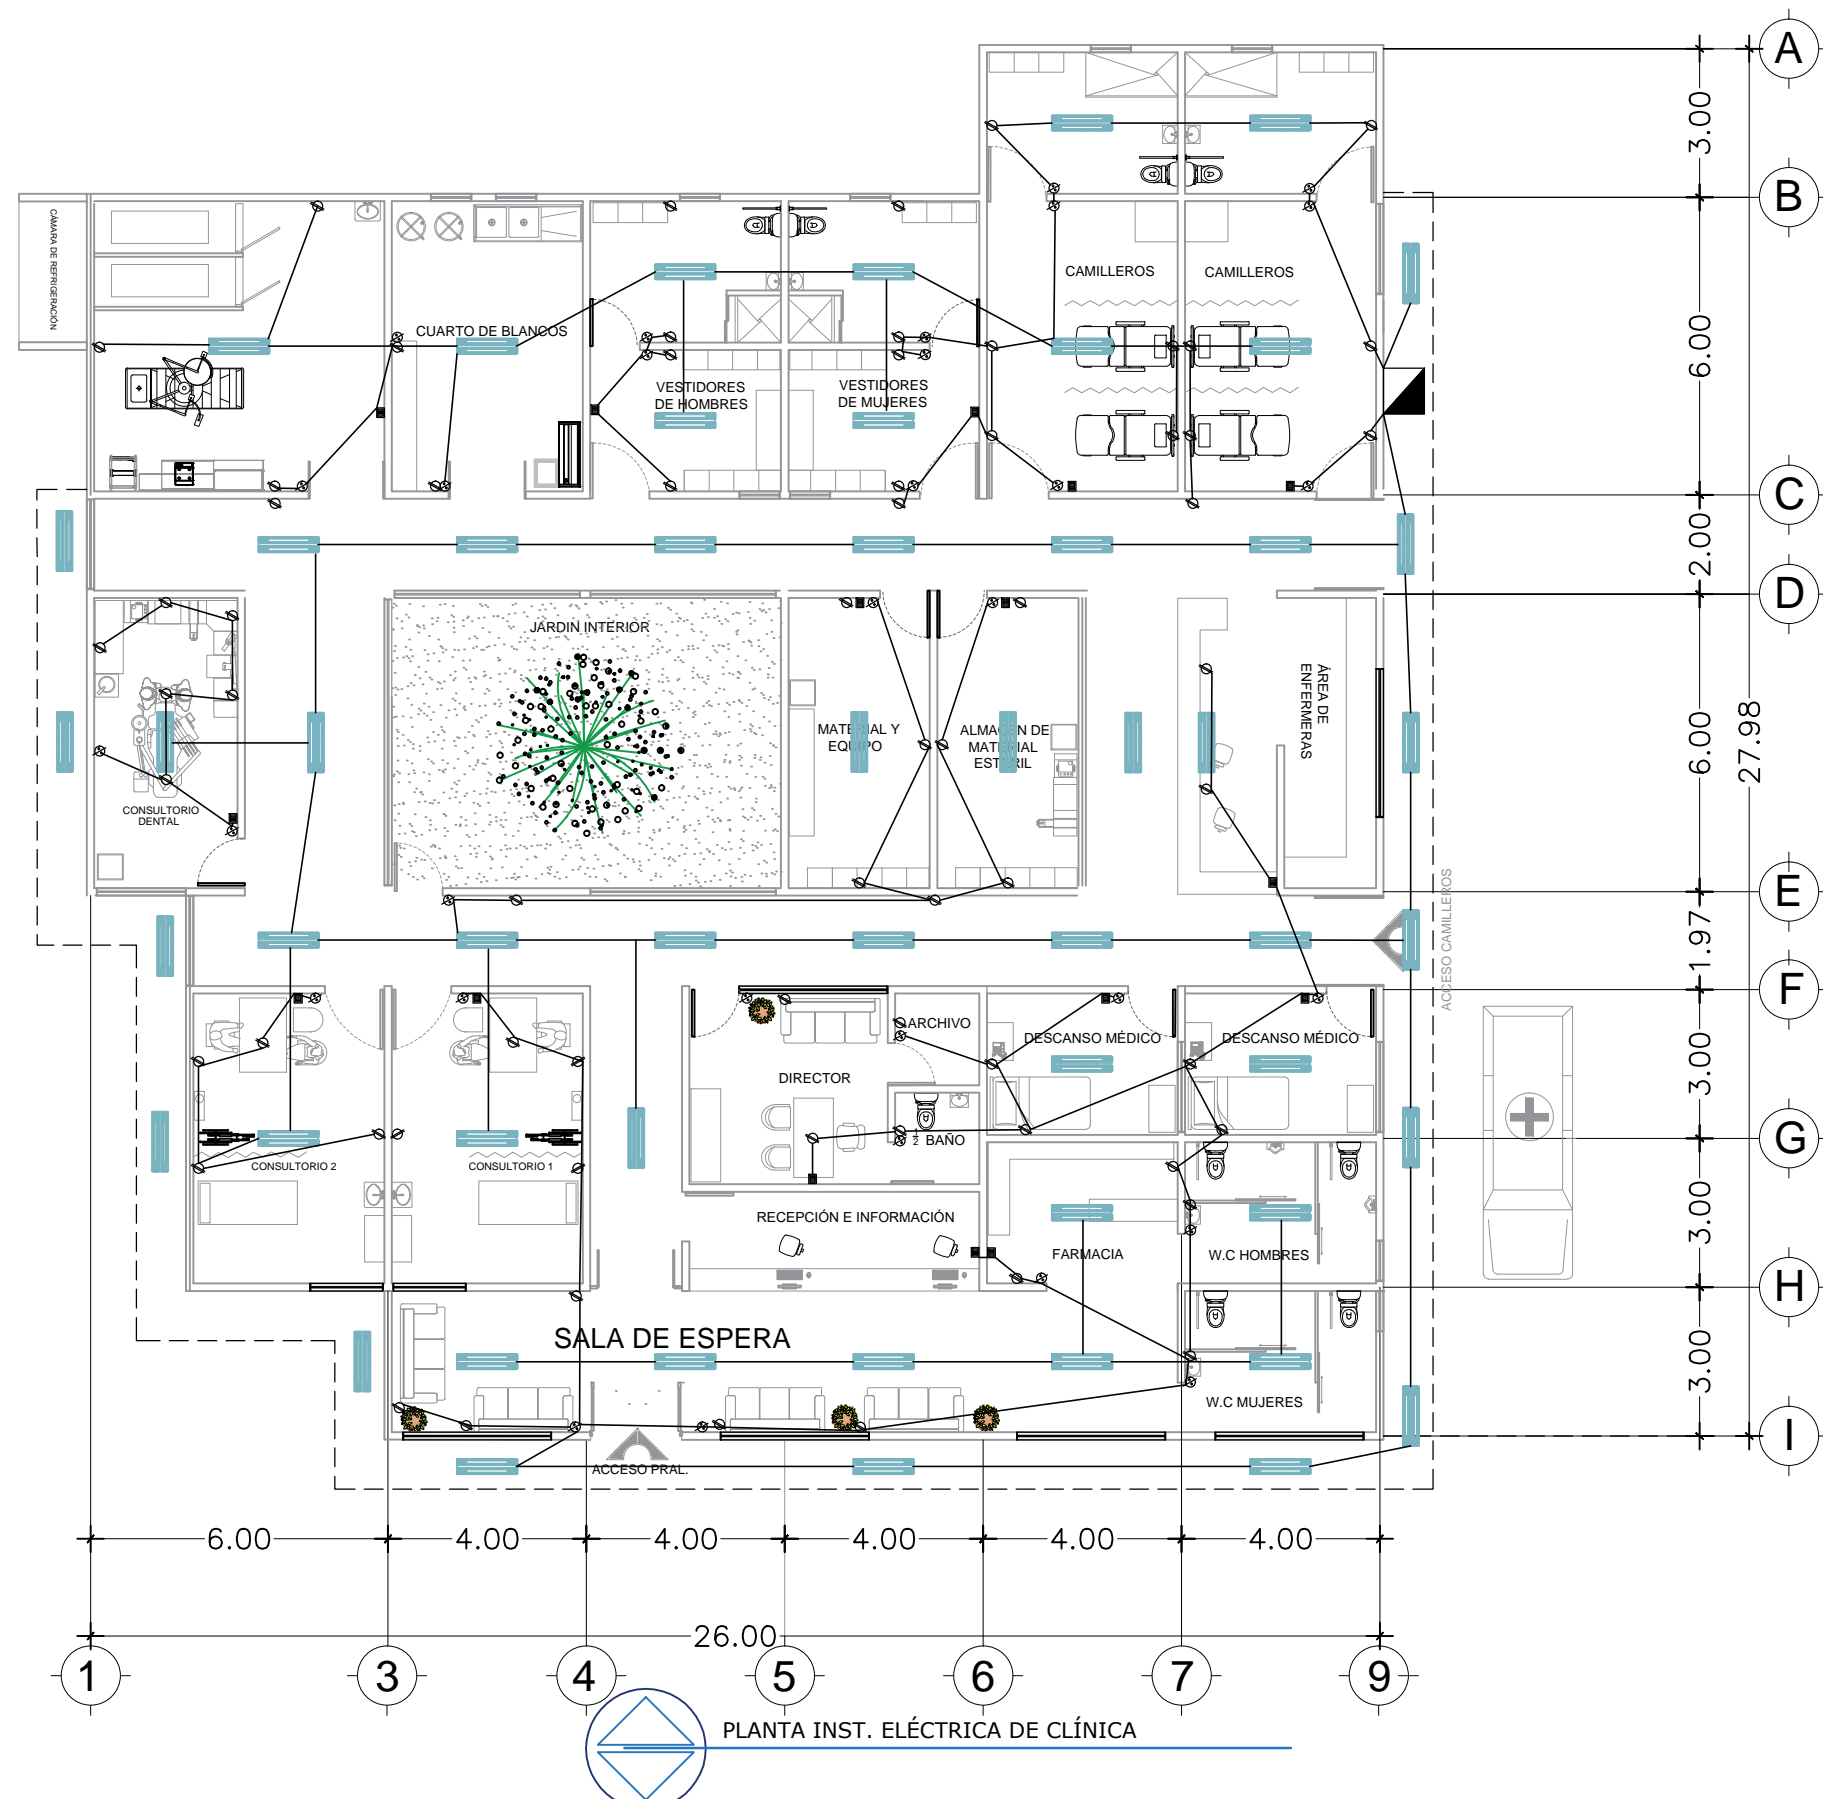 A
3.00
B
CÁMARA DE REFRIGERACIÓN
CAMILLEROS
CAMILLEROS
CUARTO DE BLANCOS
6.00
VESTIDORES
DE HOMBRES
VESTIDORES
DE MUJERES
C
2.00
D
JARDIN INTERIOR
ÁREA DE
ENFERMERAS
MATERIAL Y
EQUIPO
ALMACÉN DE
MATERIAL
ESTÉRIL
6.00
27.98
CONSULTORIO
DENTAL
E
ACCESO CAMILLEROS
1.97
F
ARCHIVO
DESCANSO MÉDICO
DESCANSO MÉDICO
3.00
DIRECTOR
G
1/2 BAÑO
CONSULTORIO 2
CONSULTORIO 1
RECEPCIÓN E INFORMACIÓN
3.00
FARMACIA
W.C HOMBRES
H
SALA DE ESPERA
3.00
W.C MUJERES
I
ACCESO PRAL.
6.00
4.00
4.00
4.00
4.00
4.00
26.00
1
3
4
5
6
7
9
PLANTA INST. ELÉCTRICA DE CLÍNICA